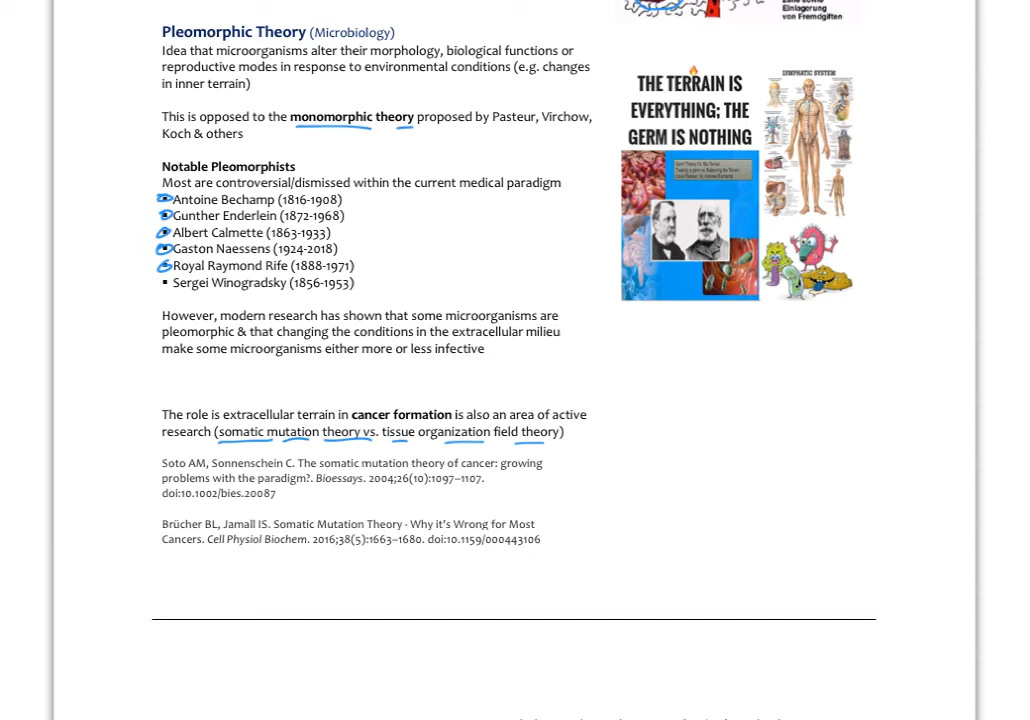 Einlagerung
von Fremdgiften
Pleomorphic Theory (Microbiology)
Idea that microorganisms alter their morphology, biological functions or
reproductive modes in response to environmental conditions (e.g. changes
in inner terrain)
This is opposed to the monomorphic theory proposed by Pasteur, Virchow,
Koch & others
Notable Pleomorphists
Most are controversial/dismissed within the current medical paradigm
▪ Antoine Bechamp (1816-1908)
▪ Gunther Enderlein (1872-1968)
▪ Albert Calmette (1863-1933)
▪ Gaston Naessens (1924-2018)
▪ Royal Raymond Rife (1888-1971)
▪ Sergei Winogradsky (1856-1953)
However, modern research has shown that some microorganisms are
pleomorphic & that changing the conditions in the extracellular milieu
make some microorganisms either more or less infective
The role is extracellular terrain in cancer formation is also an area of active
research (somatic mutation theory vs. tissue organization field theory)
Soto AM, Sonnenschein C. The somatic mutation theory of cancer: growing
problems with the paradigm?. Bioessays. 2004;26(10):1097–1107.
doi:10.1002/bies.20087
Brücher BL, Jamall IS. Somatic Mutation Theory - Why it's Wrong for Most
Cancers. Cell Physiol Biochem. 2016;38(5):1663–1680. doi:10.1159/000443106
THE TERRAIN IS
EVERYTHING; THE
GERM IS NOTHING
LYMPHATIC SYSTEM